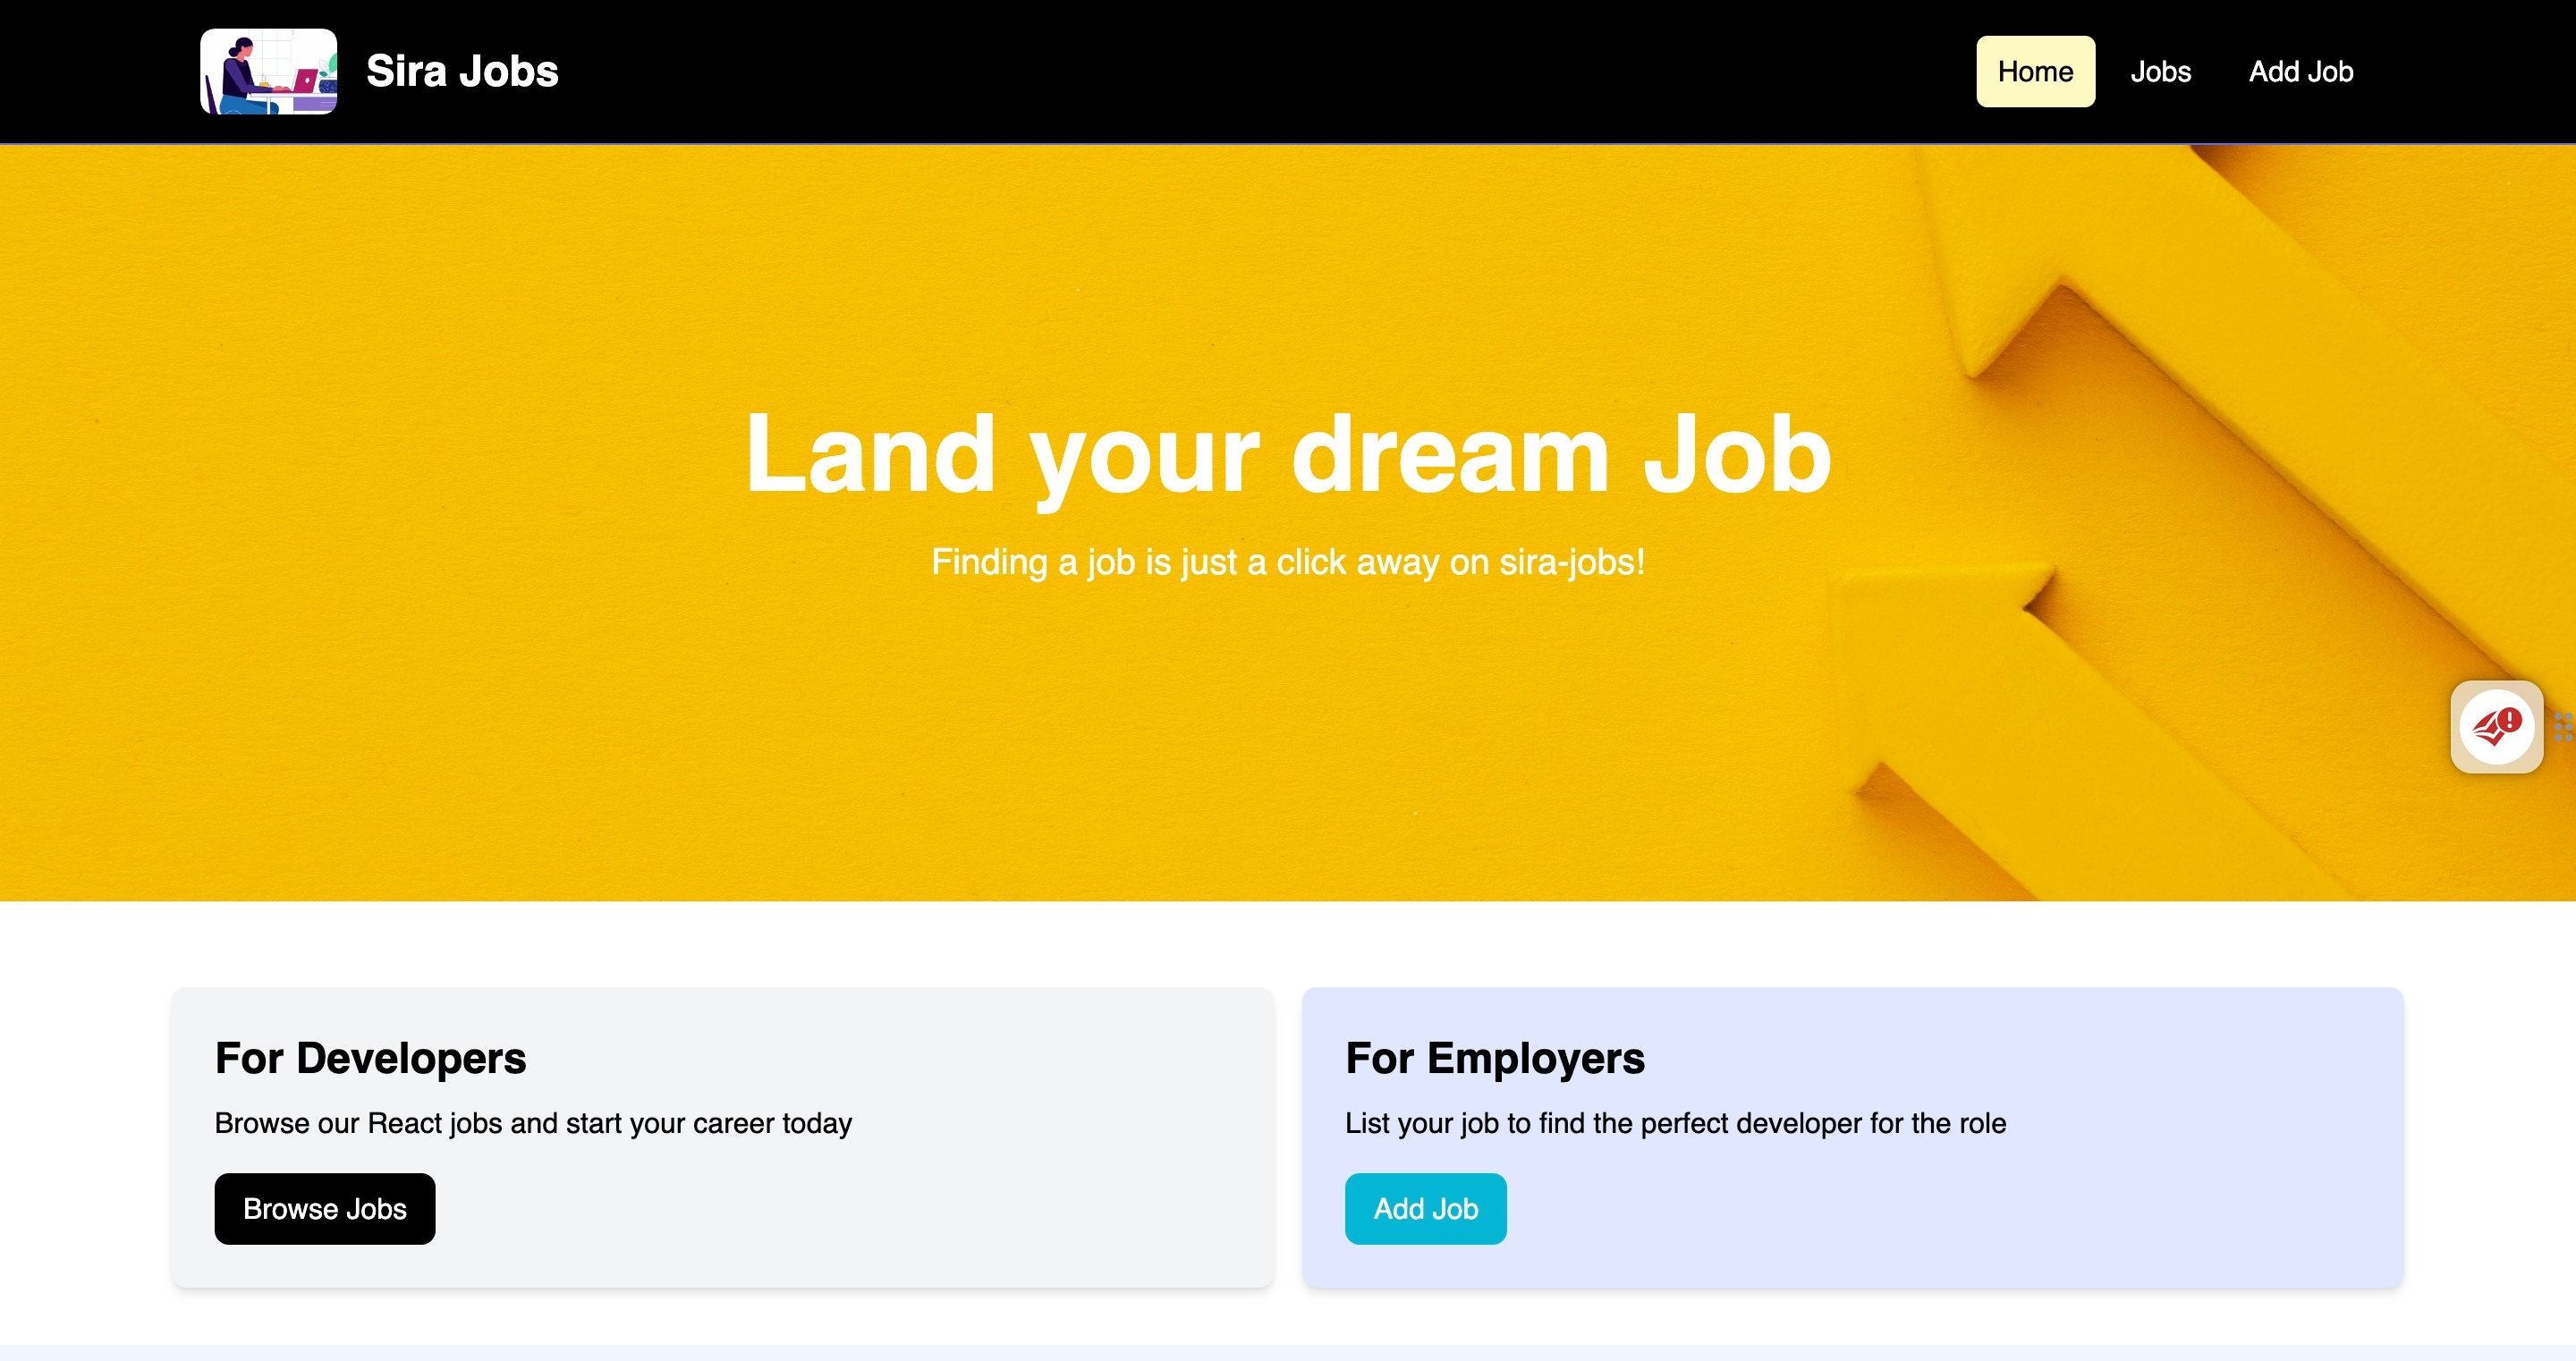 Sira Jobs
Home
Jobs
Add Job
Land your dream Job
Finding a job is just a click away on sira-jobs!
For Developers
Browse our React jobs and start your career today
Browse Jobs
For Employers
List your job to find the perfect developer for the role
Add Job